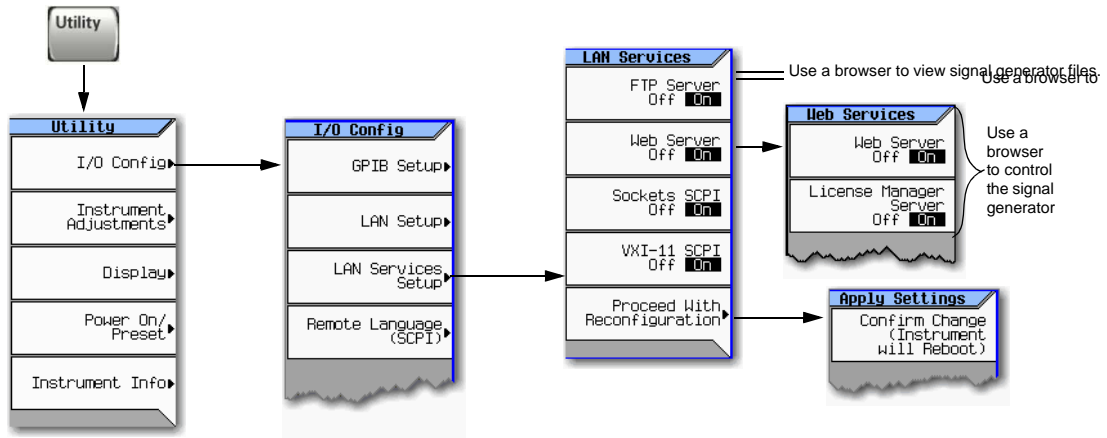 Utility
Utility
I/O Config
Instrument
Adjustments
Display
Power On/
Preset
Instrument Info
I/O Config
GPIB Setup
LAN Setup
LAN Services
Setup
Remote Language
(SCPI)
LAN Services
FTP Server
Off On
Web Server
Off On
Sockets SCPI
Off On
VXI-11 SCPI
Off On
Proceed With
Reconfiguration
Use a browser to view signal generator files.
Use a browser to
Web Services
Web Server
Off On
License Manager
Server
Off On
Use a
browser
to control
the signal
generator
Apply Settings
Confirm Change
(Instrument
will Reboot)